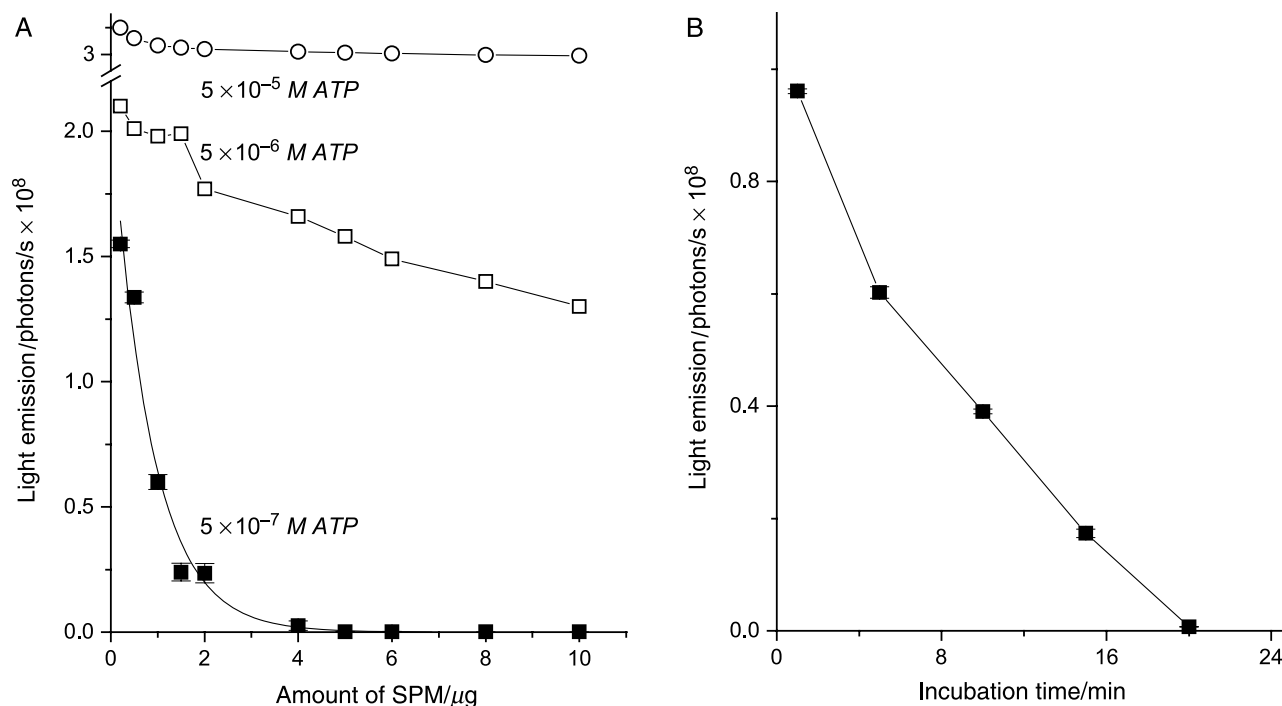 A
Light emission/photons/s × 10⁸
3
2.0
1.5
1.0
0.5
0.0
5×10⁻⁵ M ATP
5×10⁻⁶ M ATP
5×10⁻⁷ M ATP
0 2 4 6 8 10
Amount of SPM/μg
B
Light emission/photons/s × 10⁸
0.8
0.4
0.0
0 8 16 24
Incubation time/min